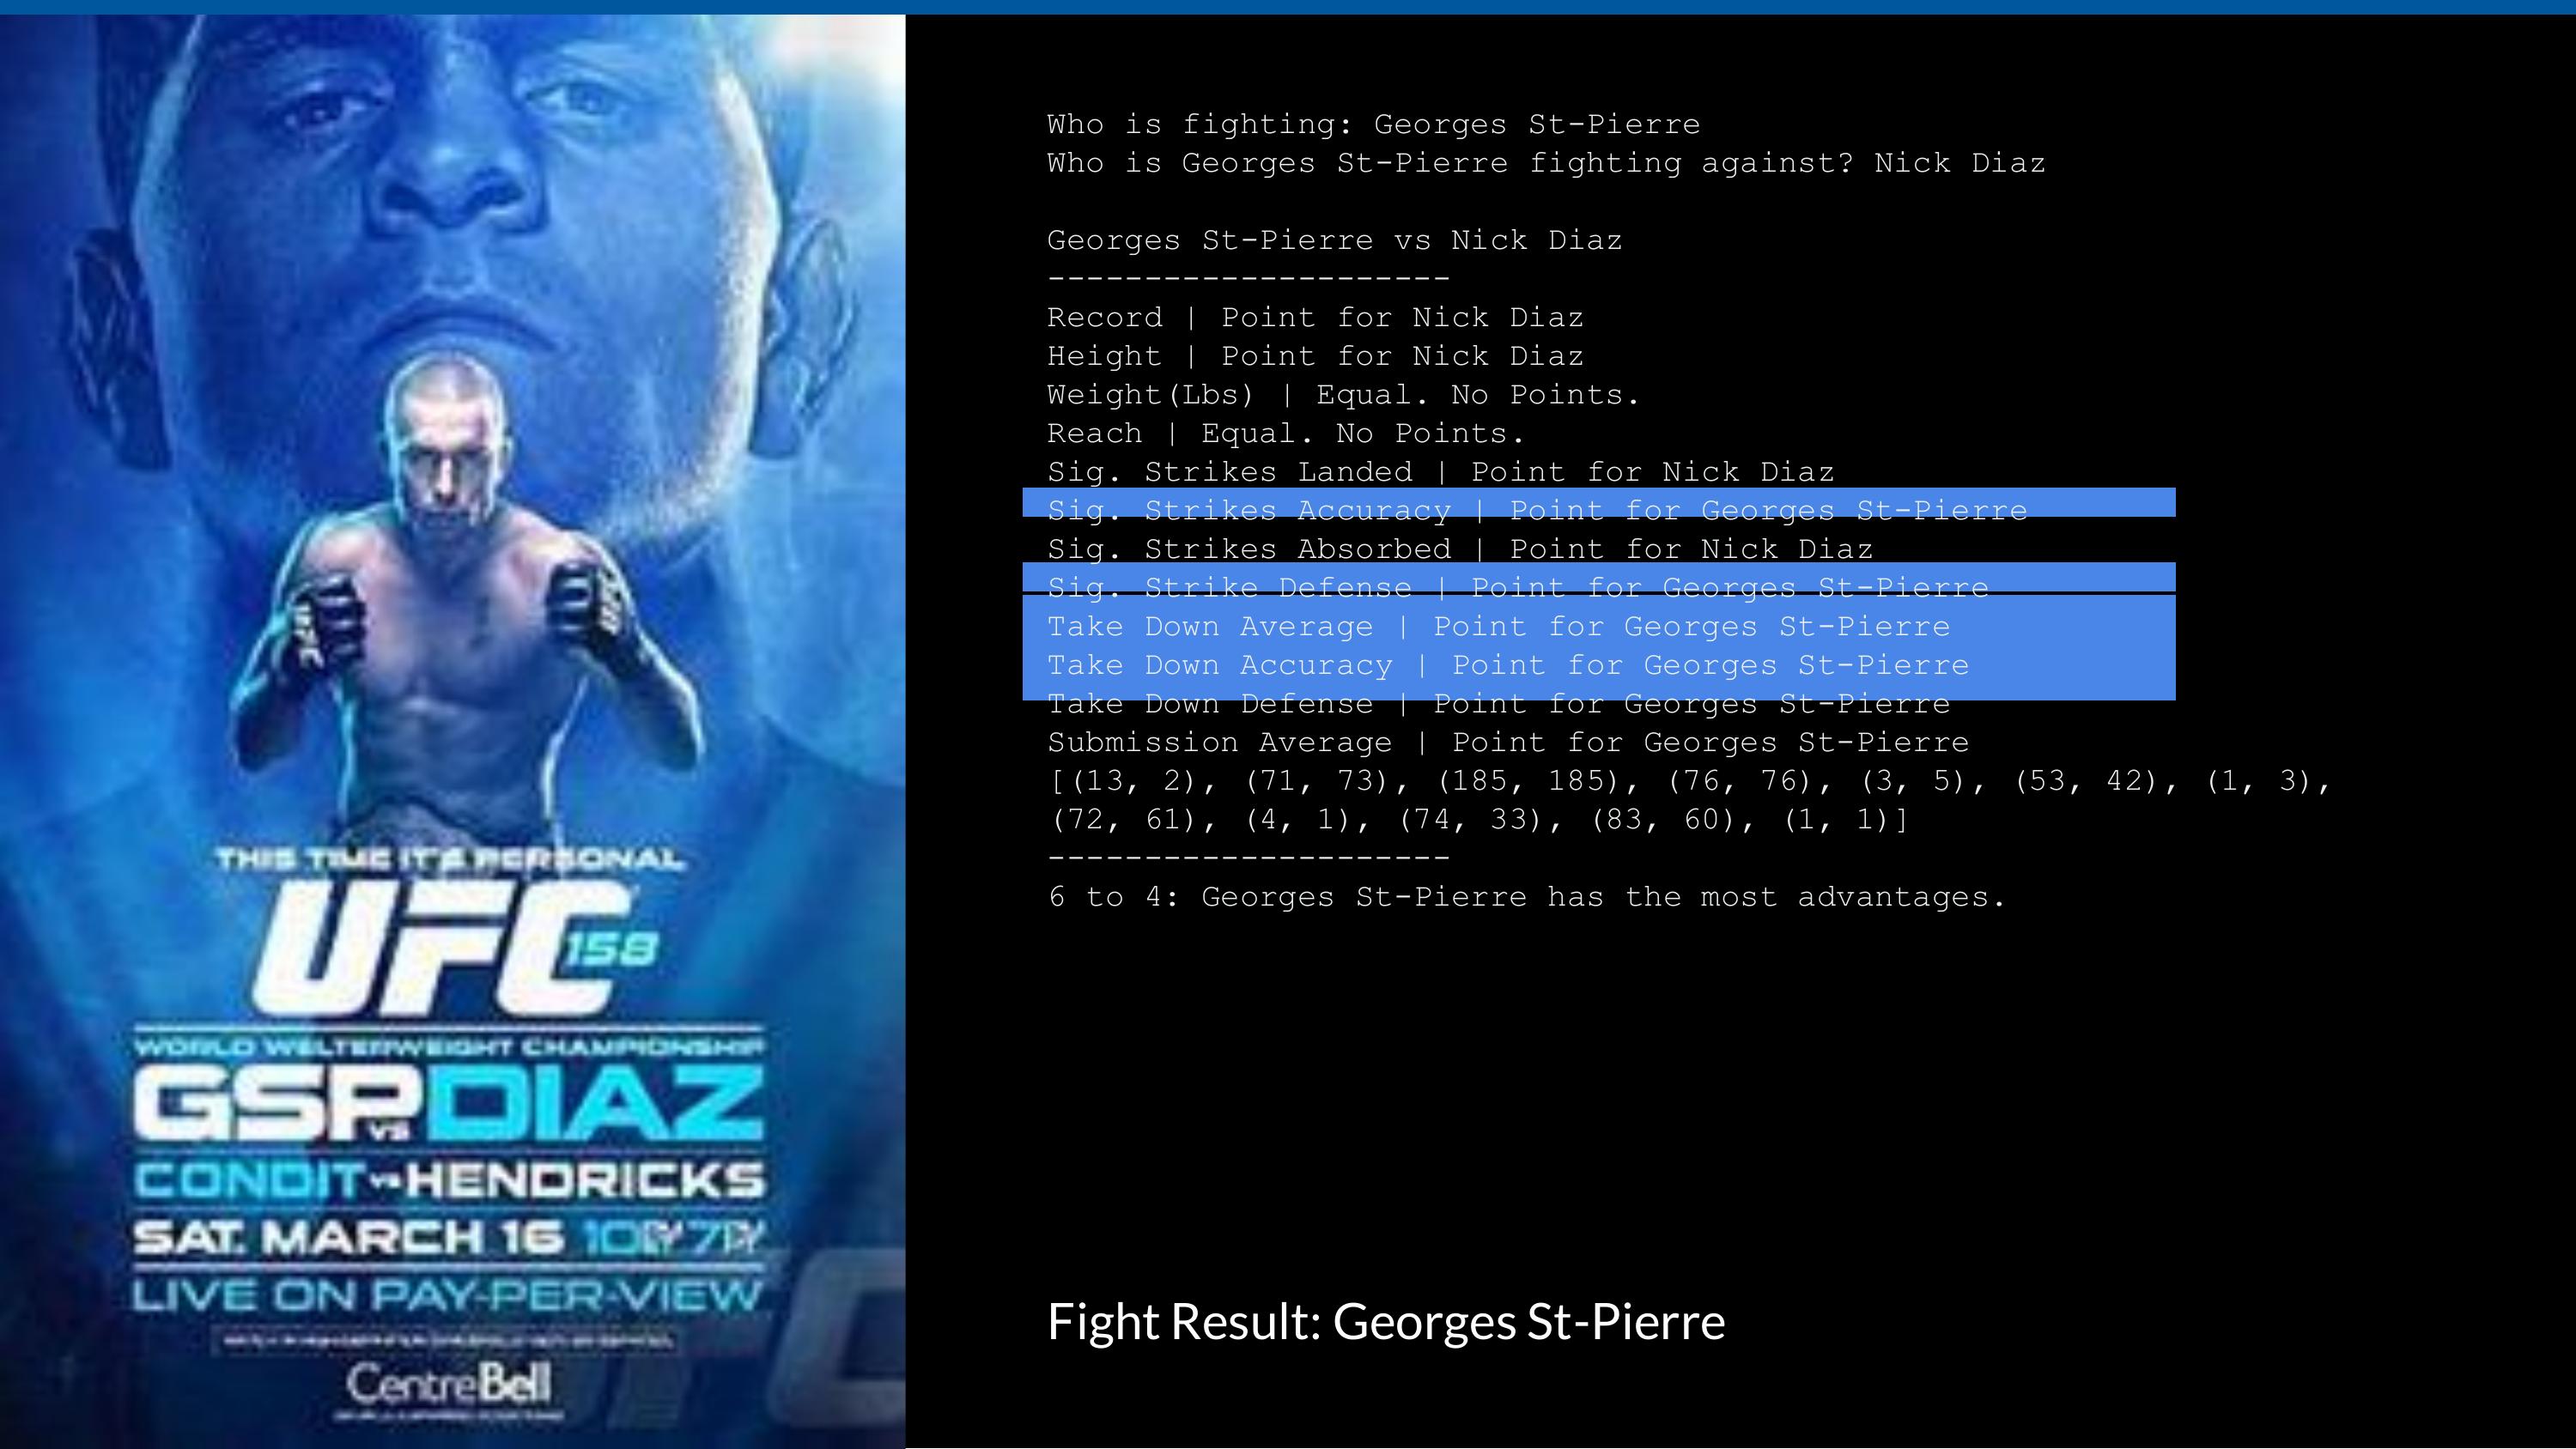 THIS TIME IT'S PERSONAL
UFC 158
WORLD WELTERWEIGHT CHAMPIONSHIP
GSP VS DIAZ
CONDIT VS HENDRICKS
SAT. MARCH 16 10 7
LIVE ON PAY-PER-VIEW
Centre Bell
Who is fighting: Georges St-Pierre
Who is Georges St-Pierre fighting against? Nick Diaz
Georges St-Pierre vs Nick Diaz
---------------------
Record | Point for Nick Diaz
Height | Point for Nick Diaz
Weight(Lbs) | Equal. No Points.
Reach | Equal. No Points.
Sig. Strikes Landed | Point for Nick Diaz
Sig. Strikes Accuracy | Point for Georges St-Pierre
Sig. Strikes Absorbed | Point for Nick Diaz
Sig. Strike Defense | Point for Georges St-Pierre
Take Down Average | Point for Georges St-Pierre
Take Down Accuracy | Point for Georges St-Pierre
Take Down Defense | Point for Georges St-Pierre
Submission Average | Point for Georges St-Pierre
[(13, 2), (71, 73), (185, 185), (76, 76), (3, 5), (53, 42), (1, 3),
(72, 61), (4, 1), (74, 33), (83, 60), (1, 1)]
---------------------
6 to 4: Georges St-Pierre has the most advantages.
Fight Result: Georges St-Pierre